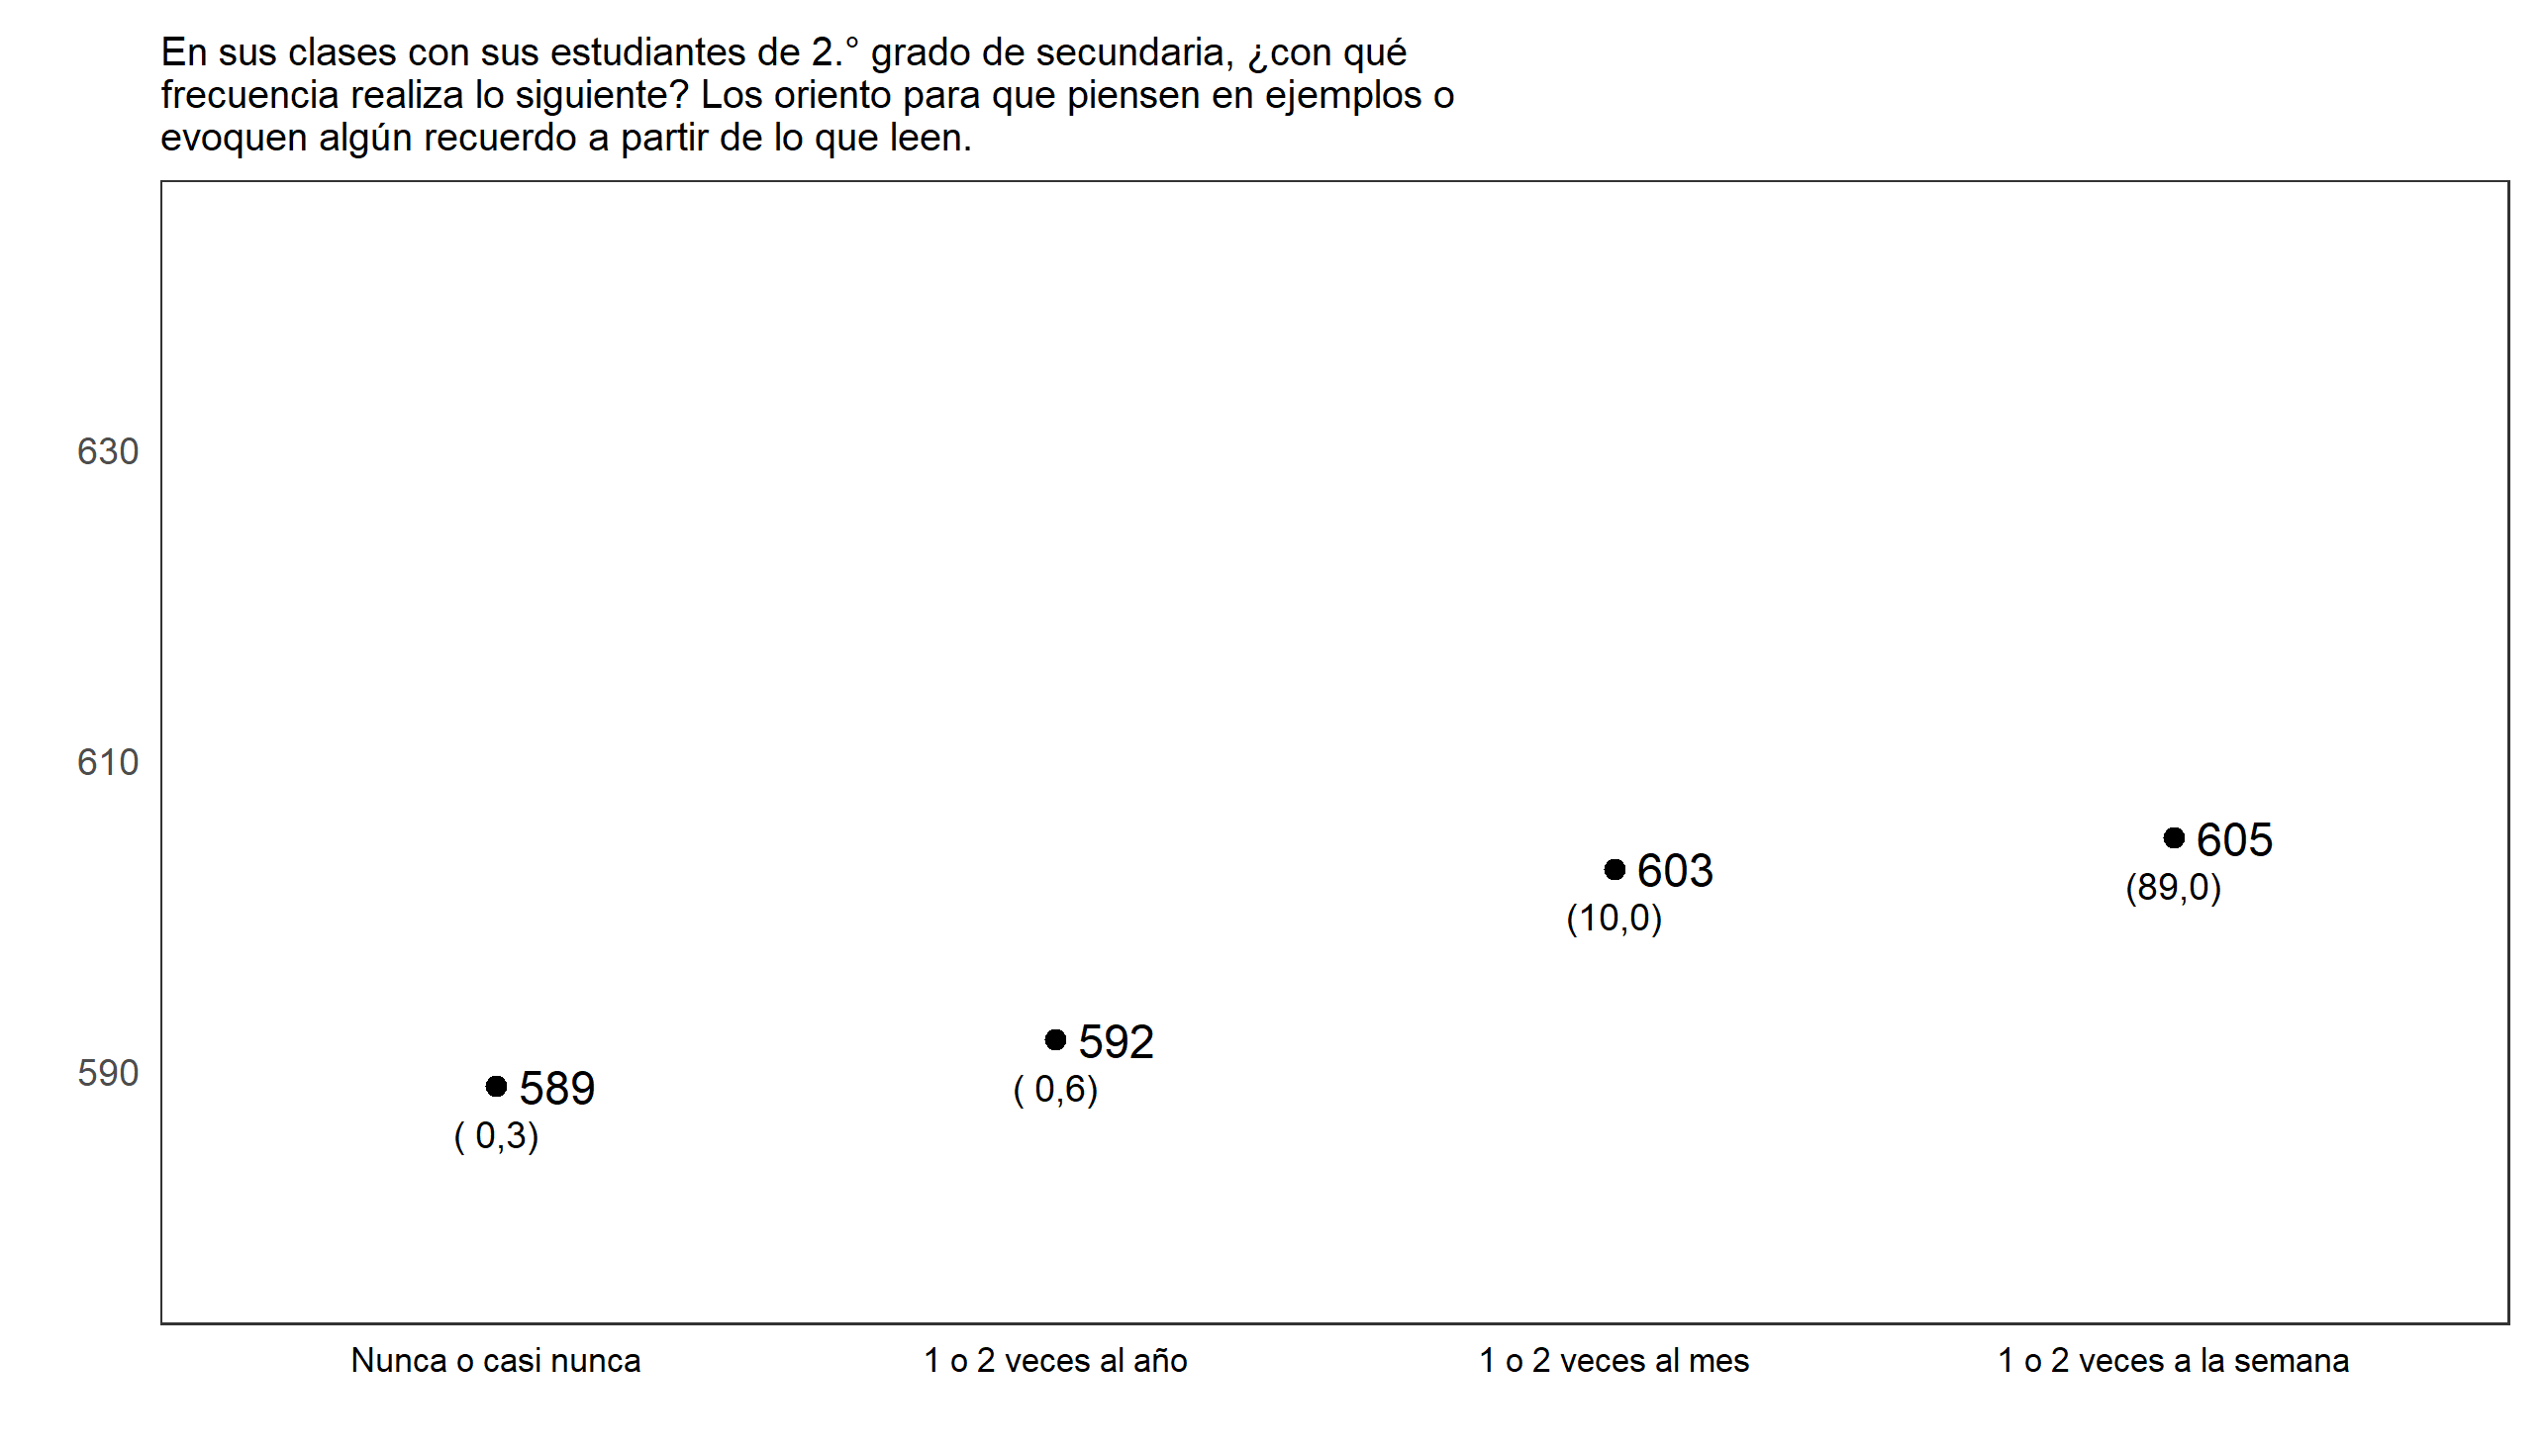 En sus clases con sus estudiantes de 2.° grado de secundaria, ¿con qué
frecuencia realiza lo siguiente? Los oriento para que piensen en ejemplos o
evoquen algún recuerdo a partir de lo que leen.
630
610
590
589
( 0,3)
592
( 0,6)
603
(10,0)
605
(89,0)
Nunca o casi nunca
1 o 2 veces al año
1 o 2 veces al mes
1 o 2 veces a la semana